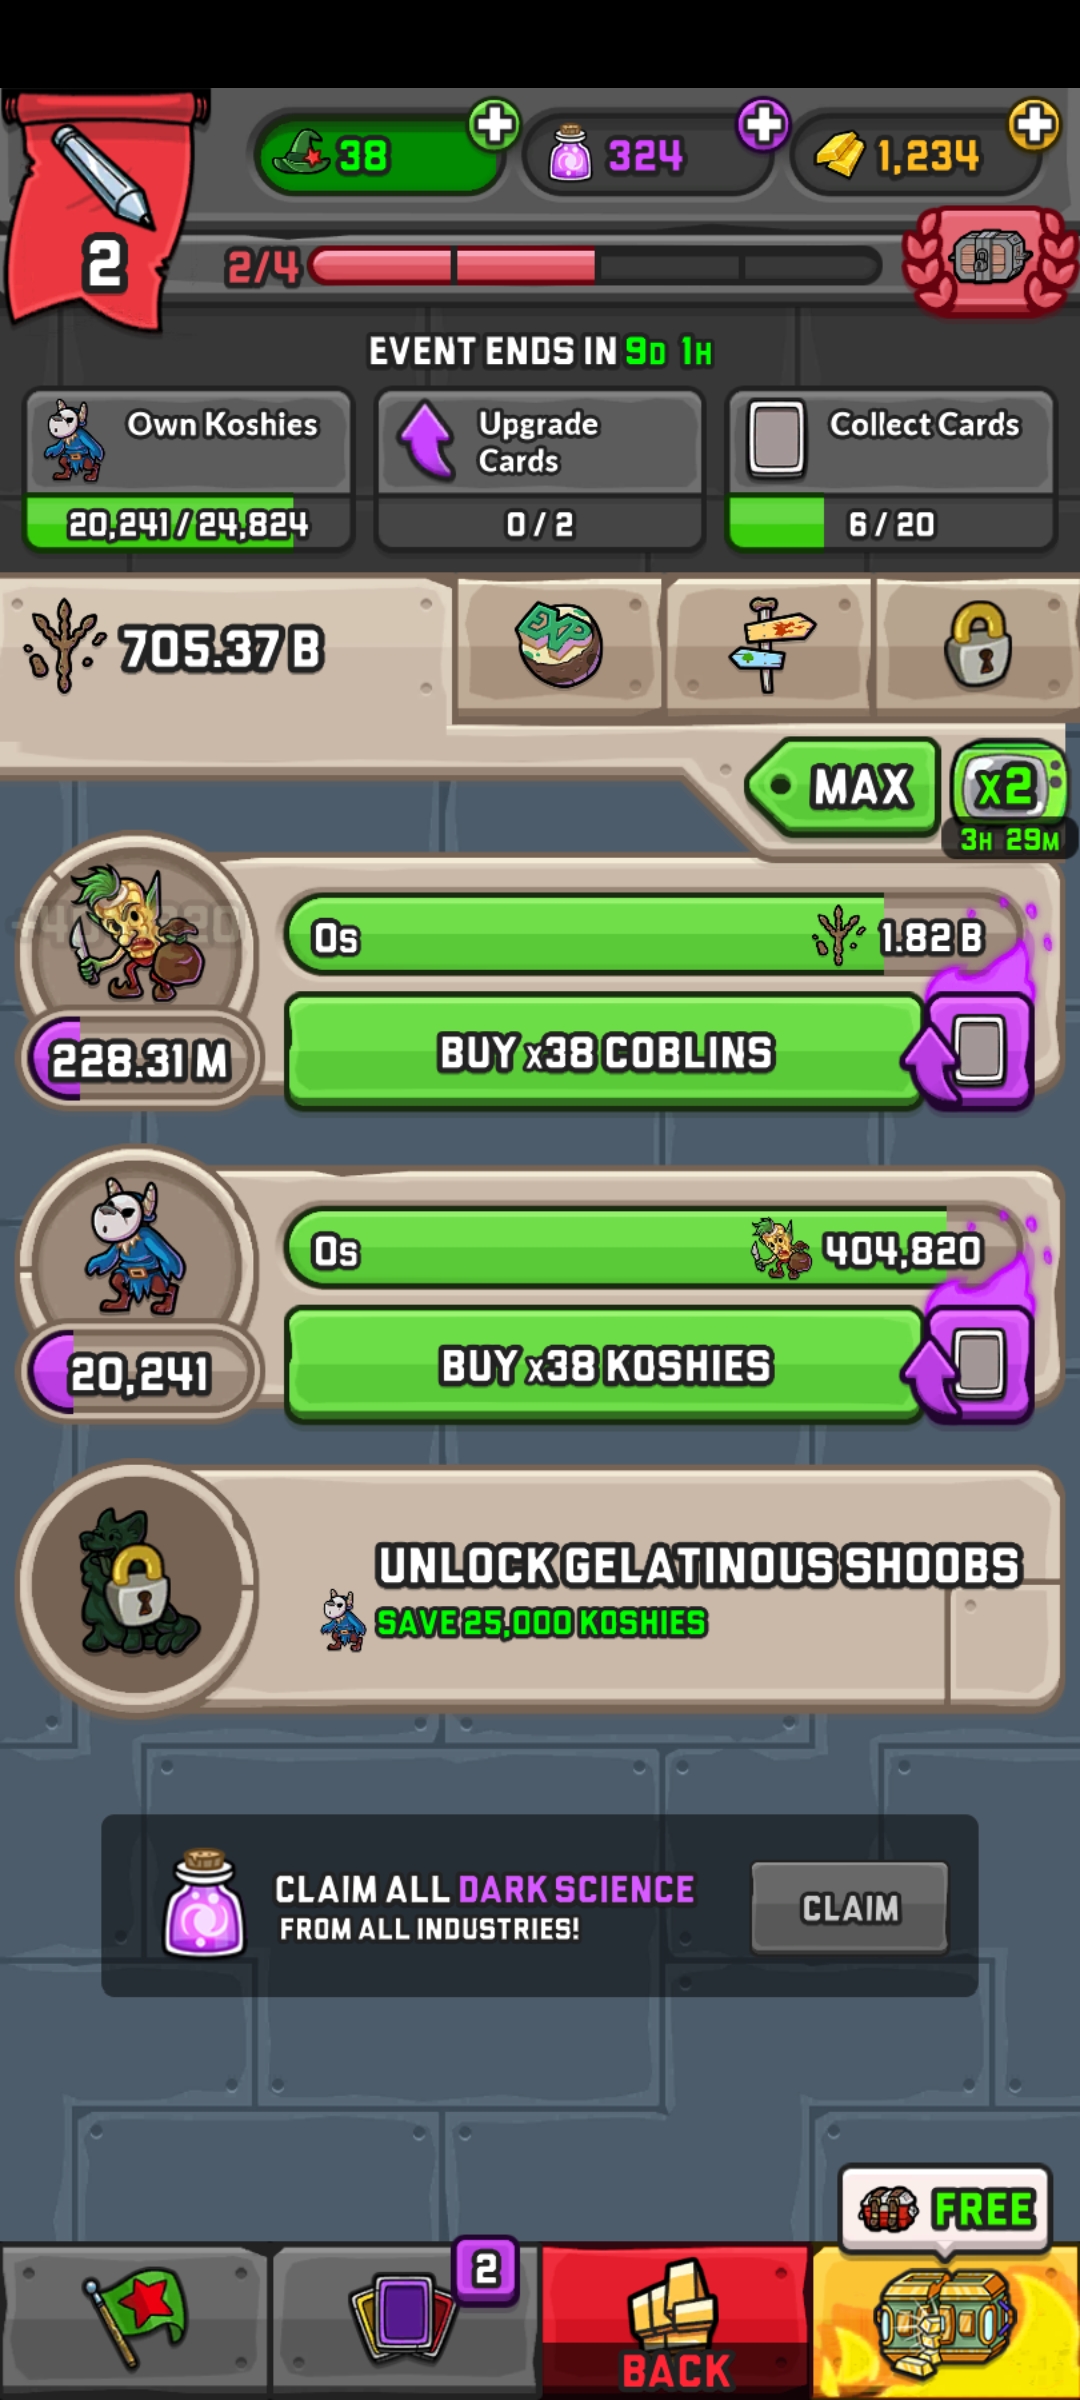 38
324
1,234
2
2/4
EVENT ENDS IN 9D 1H
Own Koshies
20,241 / 24,824
Upgrade
Cards
0 / 2
Collect Cards
6 / 20
705.37 B
EXP
MAX
x2
3H 29M
0s
1.82 B
228.31 M
BUY x38 COBLINS
0s
404,820
20,241
BUY x38 KOSHIES
UNLOCK GELATINOUS SHOOBS
SAVE 25,000 KOSHIES
CLAIM ALL DARK SCIENCE
FROM ALL INDUSTRIES!
CLAIM
FREE
2
BACK